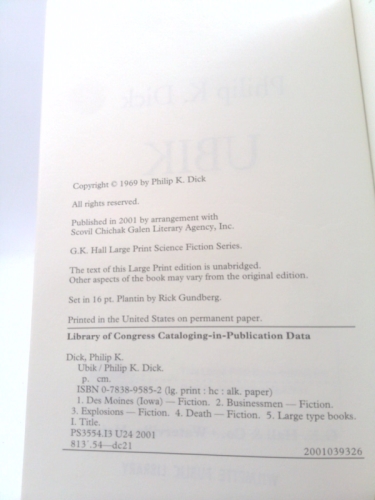 Copyright © 1969 by Philip K. Dick
All rights reserved.
Published in 2001 by arrangement with
Scovil Chichak Galen Literary Agency, Inc.
G.K. Hall Large Print Science Fiction Series.
The text of this Large Print edition is unabridged.
Other aspects of the book may vary from the original edition.
Set in 16 pt. Plantin by Rick Gundberg.
Printed in the United States on permanent paper.
Library of Congress Cataloging-in-Publication Data
Dick, Philip K.
Ubik / Philip K. Dick.
p. cm.
ISBN 0-7838-9585-2 (lg. print : hc : alk. paper)
1. Des Moines (Iowa) — Fiction. 2. Businessmen — Fiction.
3. Explosions — Fiction. 4. Death — Fiction. 5. Large type books.
I. Title.
PS3554.I3 U24 2001
813´.54—dc21
2001039326
Philip K. Dick
UBIK